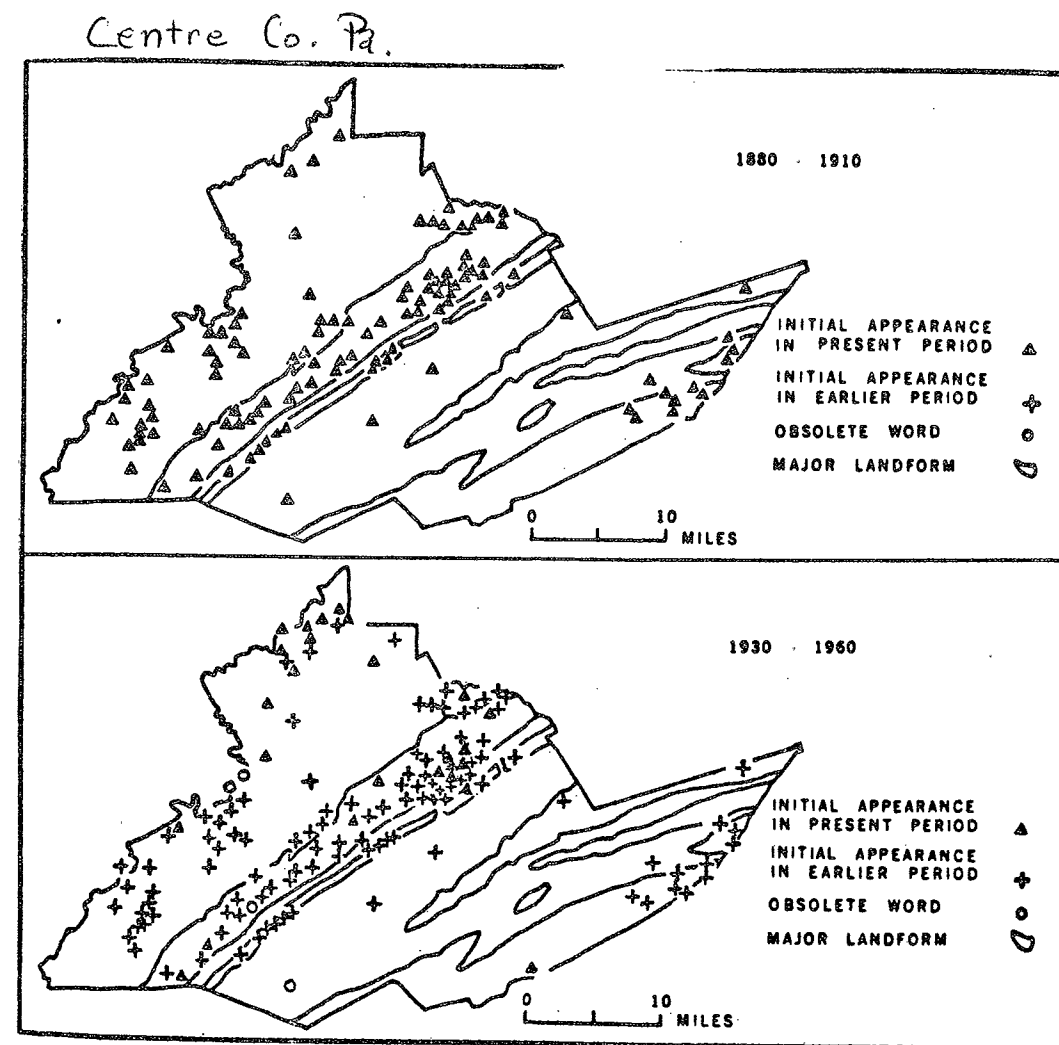 Centre Co. Pa.
1880 - 1910
INITIAL APPEARANCE
IN PRESENT PERIOD
INITIAL APPEARANCE
IN EARLIER PERIOD
OBSOLETE WORD
MAJOR LANDFORM
0 10
MILES
1930 - 1960
INITIAL APPEARANCE
IN PRESENT PERIOD
INITIAL APPEARANCE
IN EARLIER PERIOD
OBSOLETE WORD
MAJOR LANDFORM
0 10
MILES